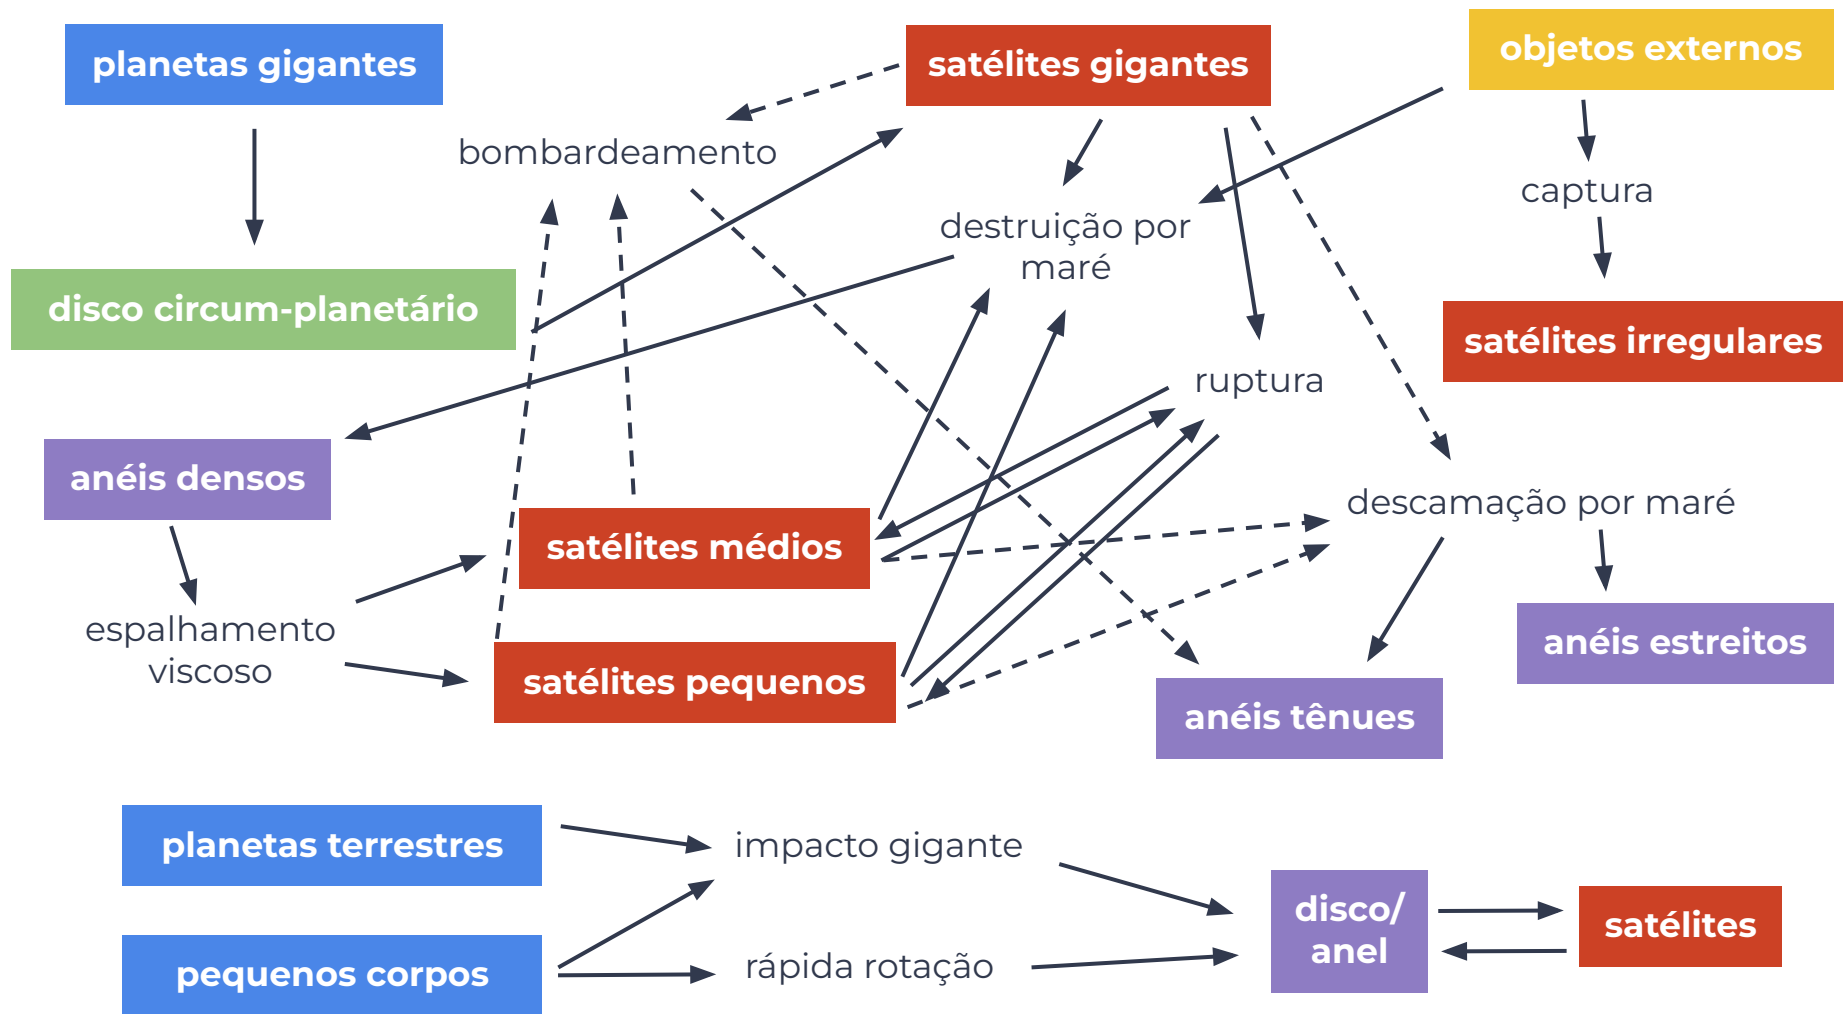 planetas gigantes
satélites gigantes
objetos externos
bombardeamento
captura
destruição por
maré
disco circum-planetário
satélites irregulares
ruptura
anéis densos
descamação por maré
satélites médios
espalhamento
viscoso
anéis estreitos
satélites pequenos
anéis tênues
planetas terrestres
impacto gigante
disco/
anel
satélites
pequenos corpos
rápida rotação